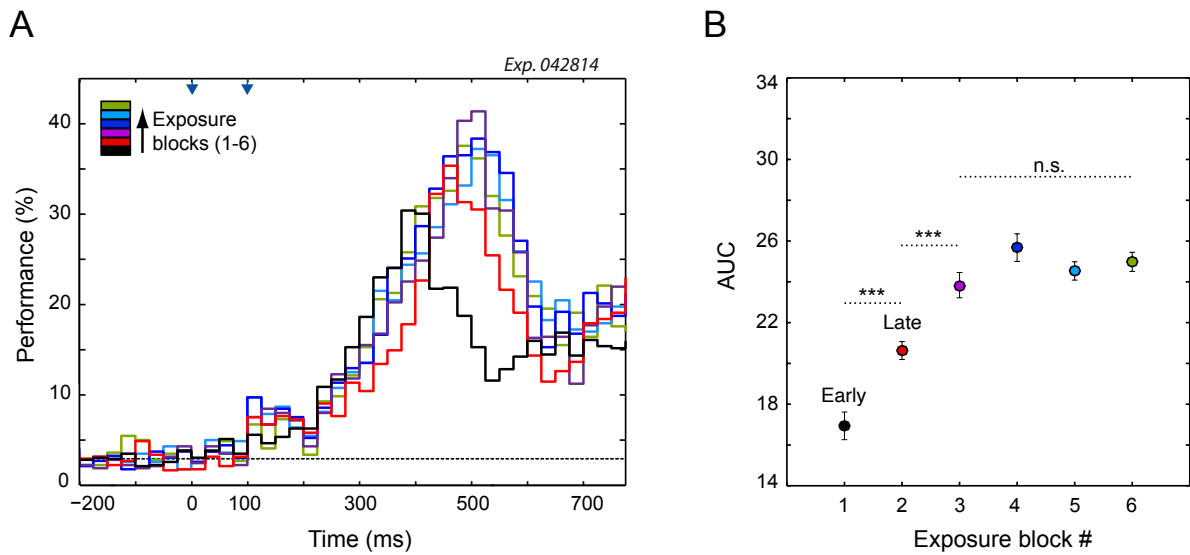 A
Exp. 042814
Exposure
blocks (1-6)
Performance (%)
40
30
20
10
0
−200
0
100
300
500
700
Time (ms)
B
AUC
34
30
26
22
18
14
n.s.
***
***
Late
Early
1 2 3 4 5 6
Exposure block #